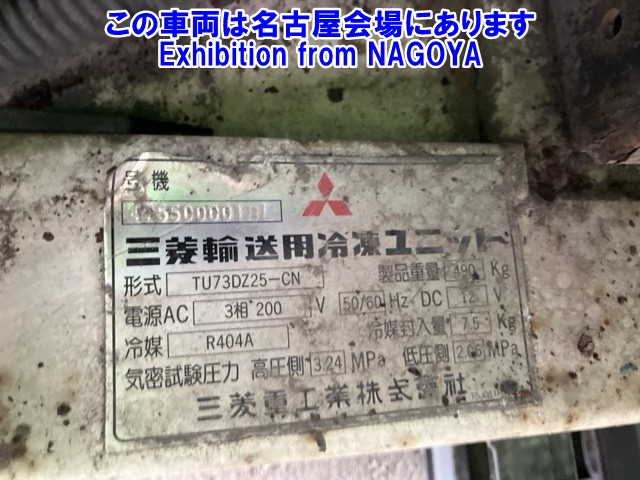 この車両は名古屋会場にあります
Exhibition from NAGOYA
号機
三菱輸送用冷凍ユニット
形式 TU73DZ25-CN 製品重量 490 Kg
電源AC 3相 200 V 50/60 Hz・DC 12 V
冷媒 R404A 冷媒封入量 7.5 Kg
気密試験圧力 高圧側 3.24 MPa 低圧側 MPa
三菱重工業株式會社